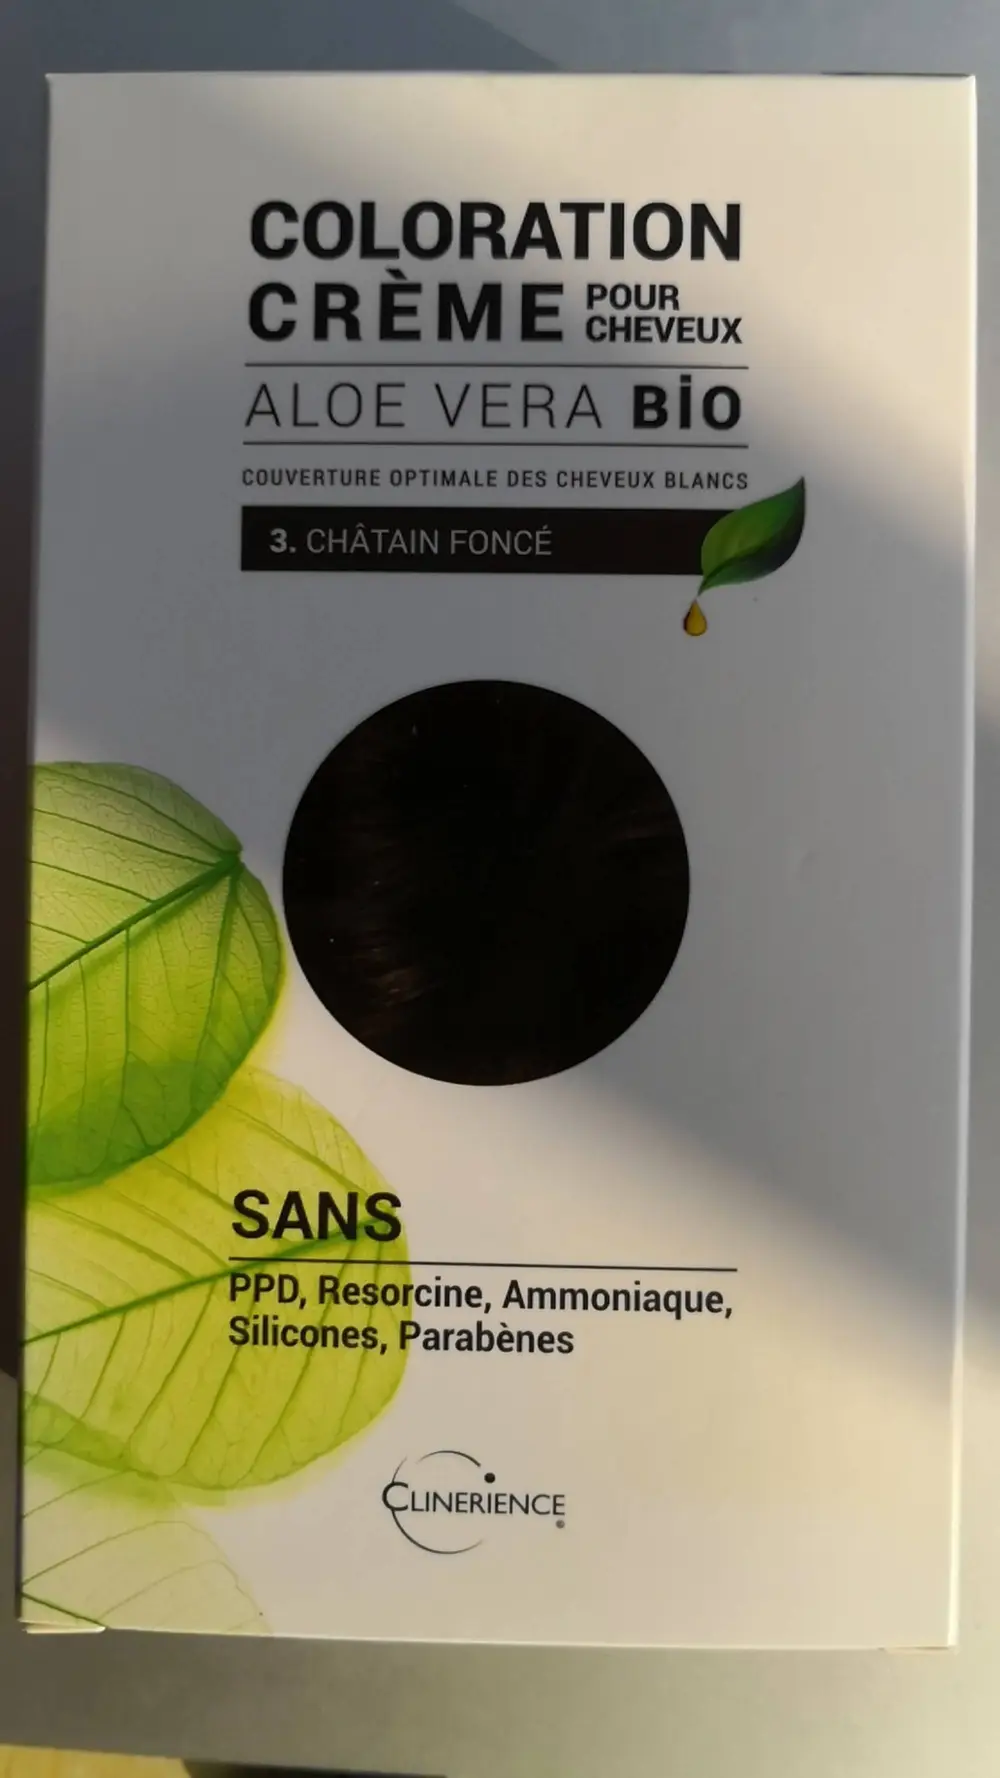 COLORATION
CRÈME POUR CHEVEUX
ALOE VERA BiO
COUVERTURE OPTIMALE DES CHEVEUX BLANCS
3. CHÂTAIN FONCÉ
SANS
PPD, Resorcine, Ammoniaque,
Silicones, Parabènes
CLINERIENCE